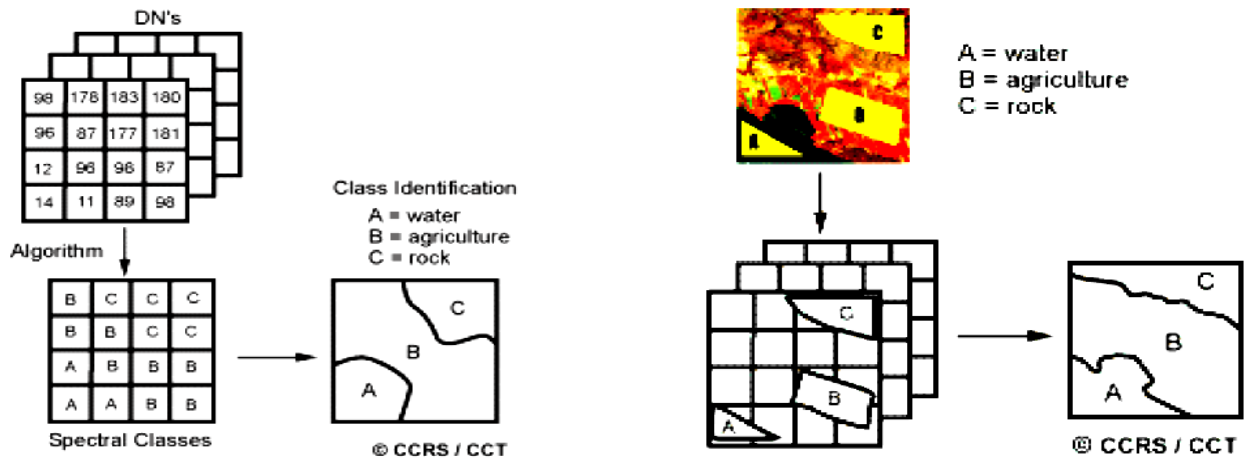 DN's
98 178 183 180
96 87 177 181
12 96 96 87
14 11 89 98
Algorithm
B C C C
B B C C
A B B B
A A B B
Spectral Classes
Class Identification
A = water
B = agriculture
C = rock
C
B
A
© CCRS / CCT
C
B
A
A = water
B = agriculture
C = rock
C
B
A
C
B
A
© CCRS / CCT